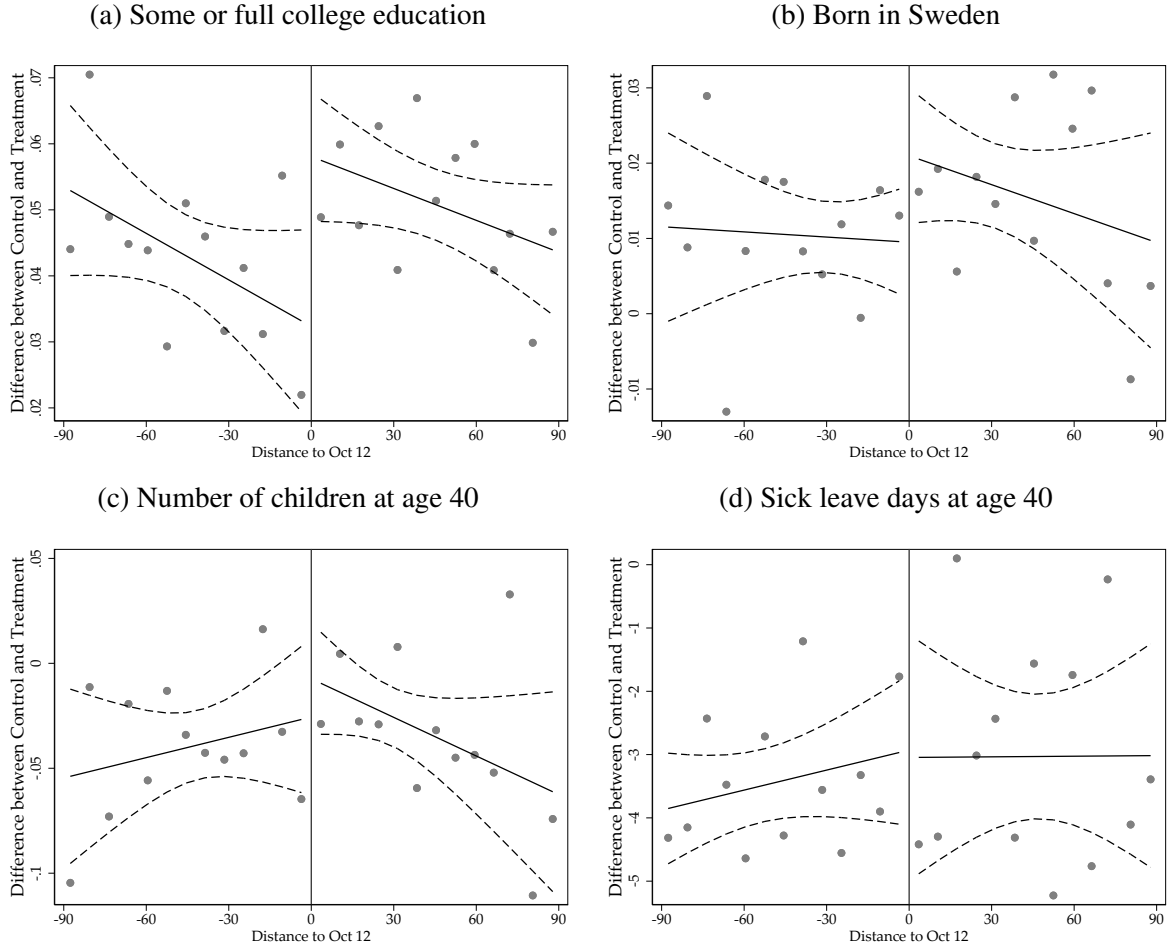 (a) Some or full college education
Difference between Control and Treatment
.07
.06
.05
.04
.03
.02
-90 -60 -30 0 30 60 90
Distance to Oct 12
(b) Born in Sweden
Difference between Control and Treatment
.03
.02
.01
0
-.01
-90 -60 -30 0 30 60 90
Distance to Oct 12
(c) Number of children at age 40
Difference between Control and Treatment
.05
0
-.05
-.1
-90 -60 -30 0 30 60 90
Distance to Oct 12
(d) Sick leave days at age 40
Difference between Control and Treatment
0
-1
-2
-3
-4
-5
-90 -60 -30 0 30 60 90
Distance to Oct 12